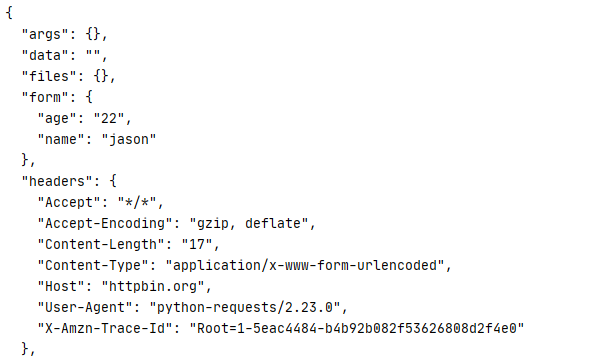 {
  "args": {},
  "data": "",
  "files": {},
  "form": {
    "age": "22",
    "name": "jason"
  },
  "headers": {
    "Accept": "*/*",
    "Accept-Encoding": "gzip, deflate",
    "Content-Length": "17",
    "Content-Type": "application/x-www-form-urlencoded",
    "Host": "httpbin.org",
    "User-Agent": "python-requests/2.23.0",
    "X-Amzn-Trace-Id": "Root=1-5eac4484-b4b92b082f53626808d2f4e0"
  },